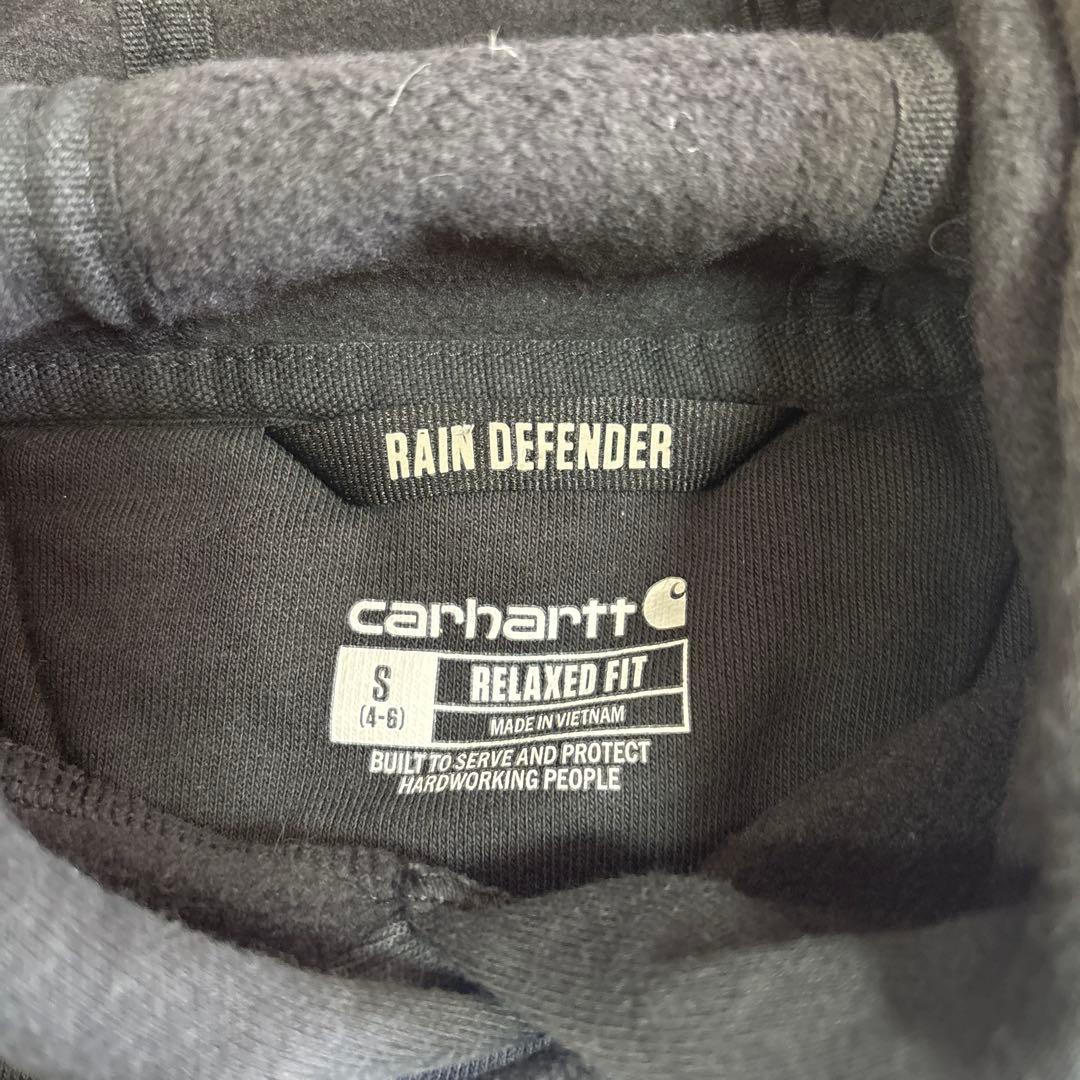 RAIN DEFENDER
carhartt
S
(4-6)
RELAXED FIT
MADE IN VIETNAM
BUILT TO SERVE AND PROTECT
HARDWORKING PEOPLE